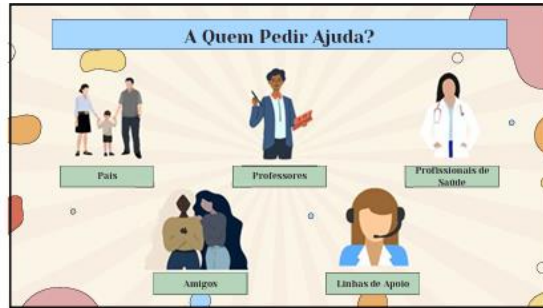 A Quem Pedir Ajuda?
Pais
Professores
Profissionais de
Saúde
Amigos
Linhas de Apoio